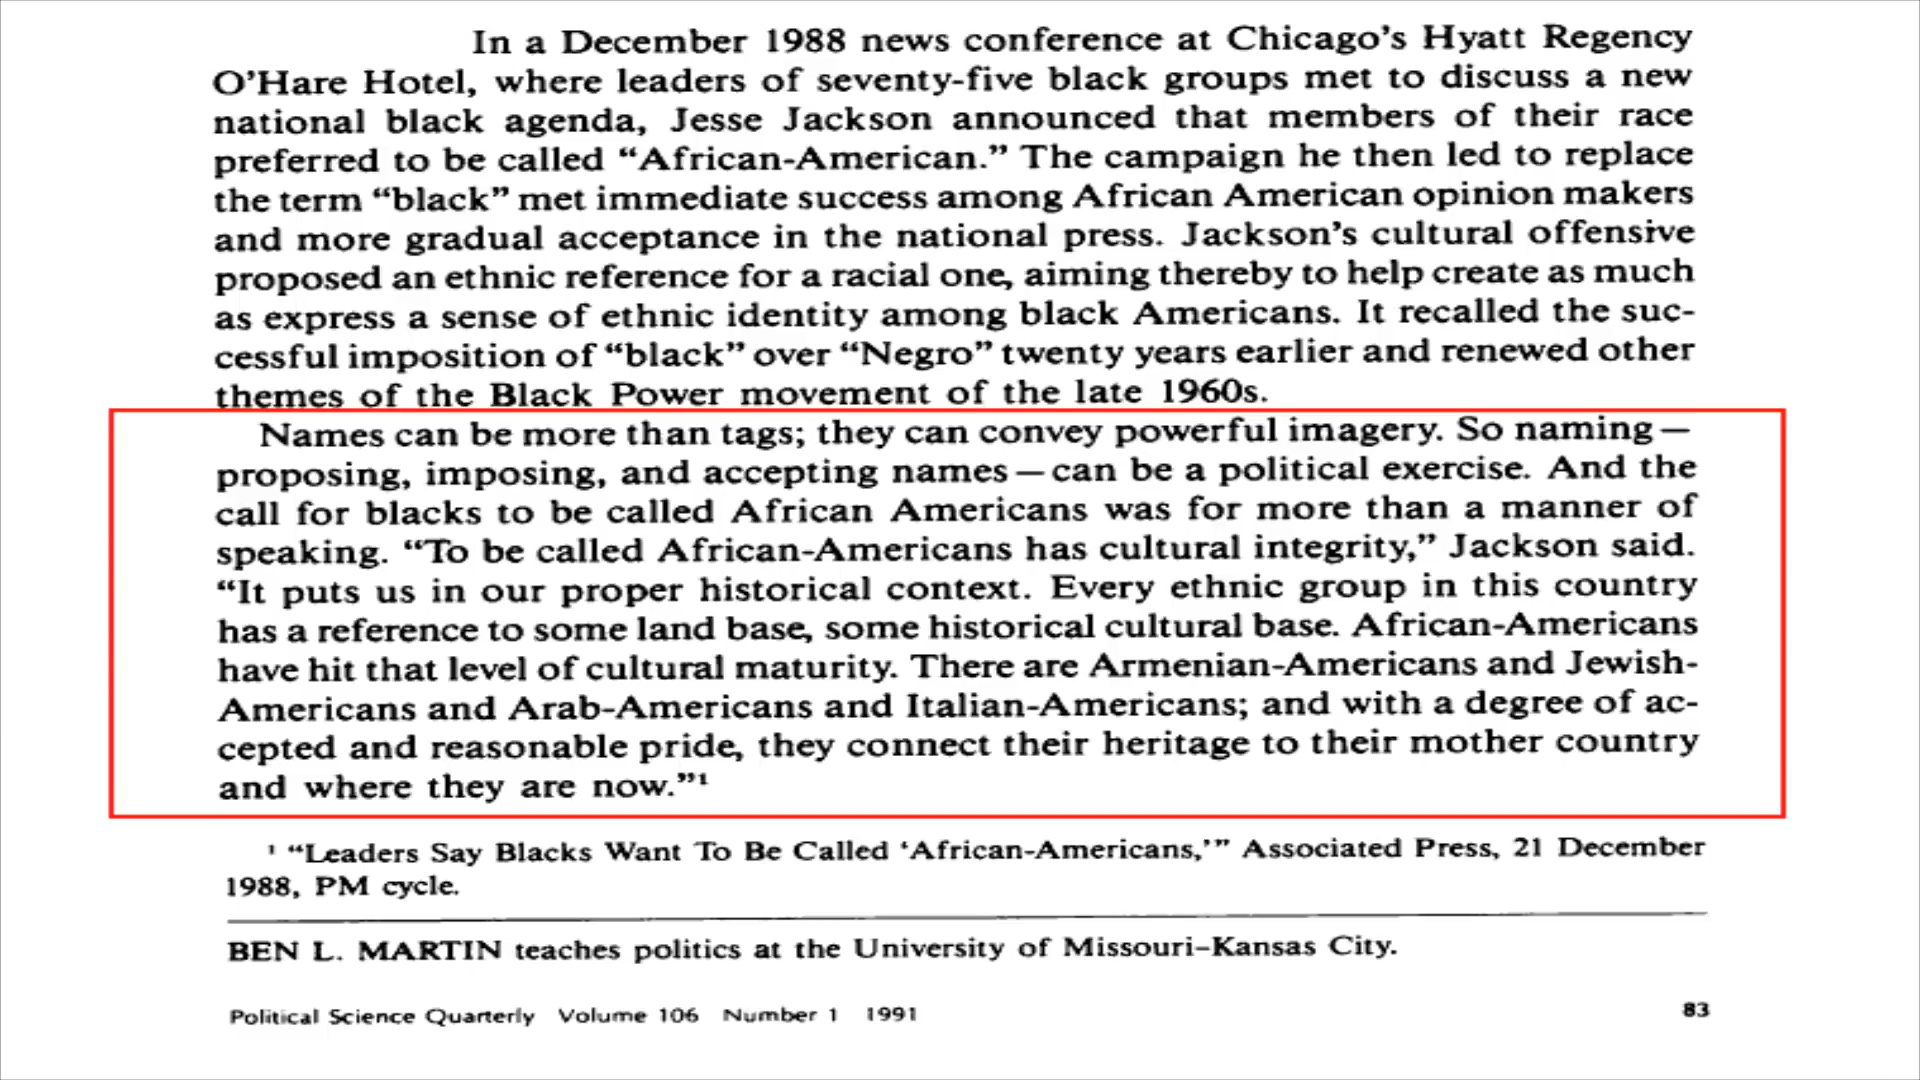 In a December 1988 news conference at Chicago's Hyatt Regency
O'Hare Hotel, where leaders of seventy-five black groups met to discuss a new
national black agenda, Jesse Jackson announced that members of their race
preferred to be called “African-American.” The campaign he then led to replace
the term “black” met immediate success among African American opinion makers
and more gradual acceptance in the national press. Jackson's cultural offensive
proposed an ethnic reference for a racial one, aiming thereby to help create as much
as express a sense of ethnic identity among black Americans. It recalled the suc-
cessful imposition of “black” over “Negro” twenty years earlier and renewed other
themes of the Black Power movement of the late 1960s.
Names can be more than tags; they can convey powerful imagery. So naming—
proposing, imposing, and accepting names—can be a political exercise. And the
call for blacks to be called African Americans was for more than a manner of
speaking. “To be called African-Americans has cultural integrity,” Jackson said.
“It puts us in our proper historical context. Every ethnic group in this country
has a reference to some land base, some historical cultural base. African-Americans
have hit that level of cultural maturity. There are Armenian-Americans and Jewish-
Americans and Arab-Americans and Italian-Americans; and with a degree of ac-
cepted and reasonable pride, they connect their heritage to their mother country
and where they are now.”¹
¹ “Leaders Say Blacks Want To Be Called ‘African-Americans,’” Associated Press, 21 December
1988, PM cycle.
BEN L. MARTIN teaches politics at the University of Missouri–Kansas City.
Political Science Quarterly Volume 106 Number 1 1991 83